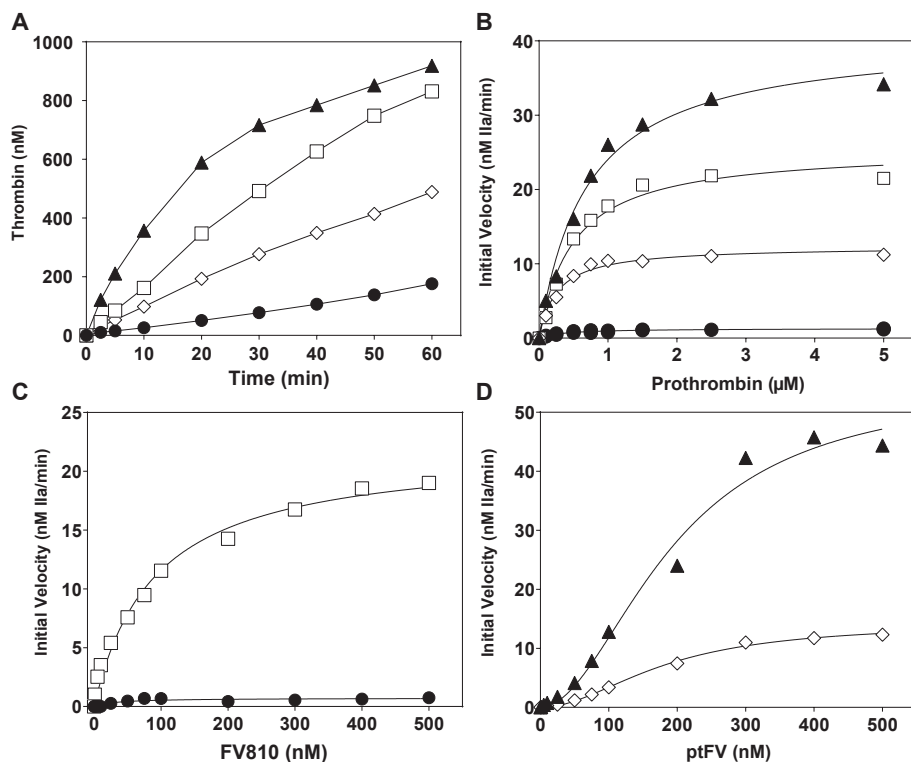 A
1000
800
600
400
200
0
Thrombin (nM)
0 10 20 30 40 50 60
Time (min)
B
40
30
20
10
0
Initial Velocity (nM IIa/min)
0 1 2 3 4 5
Prothrombin (µM)
C
25
20
15
10
5
0
Initial Velocity (nM IIa/min)
0 100 200 300 400 500
FV810 (nM)
D
50
40
30
20
10
0
Initial Velocity (nM IIa/min)
0 100 200 300 400 500
ptFV (nM)